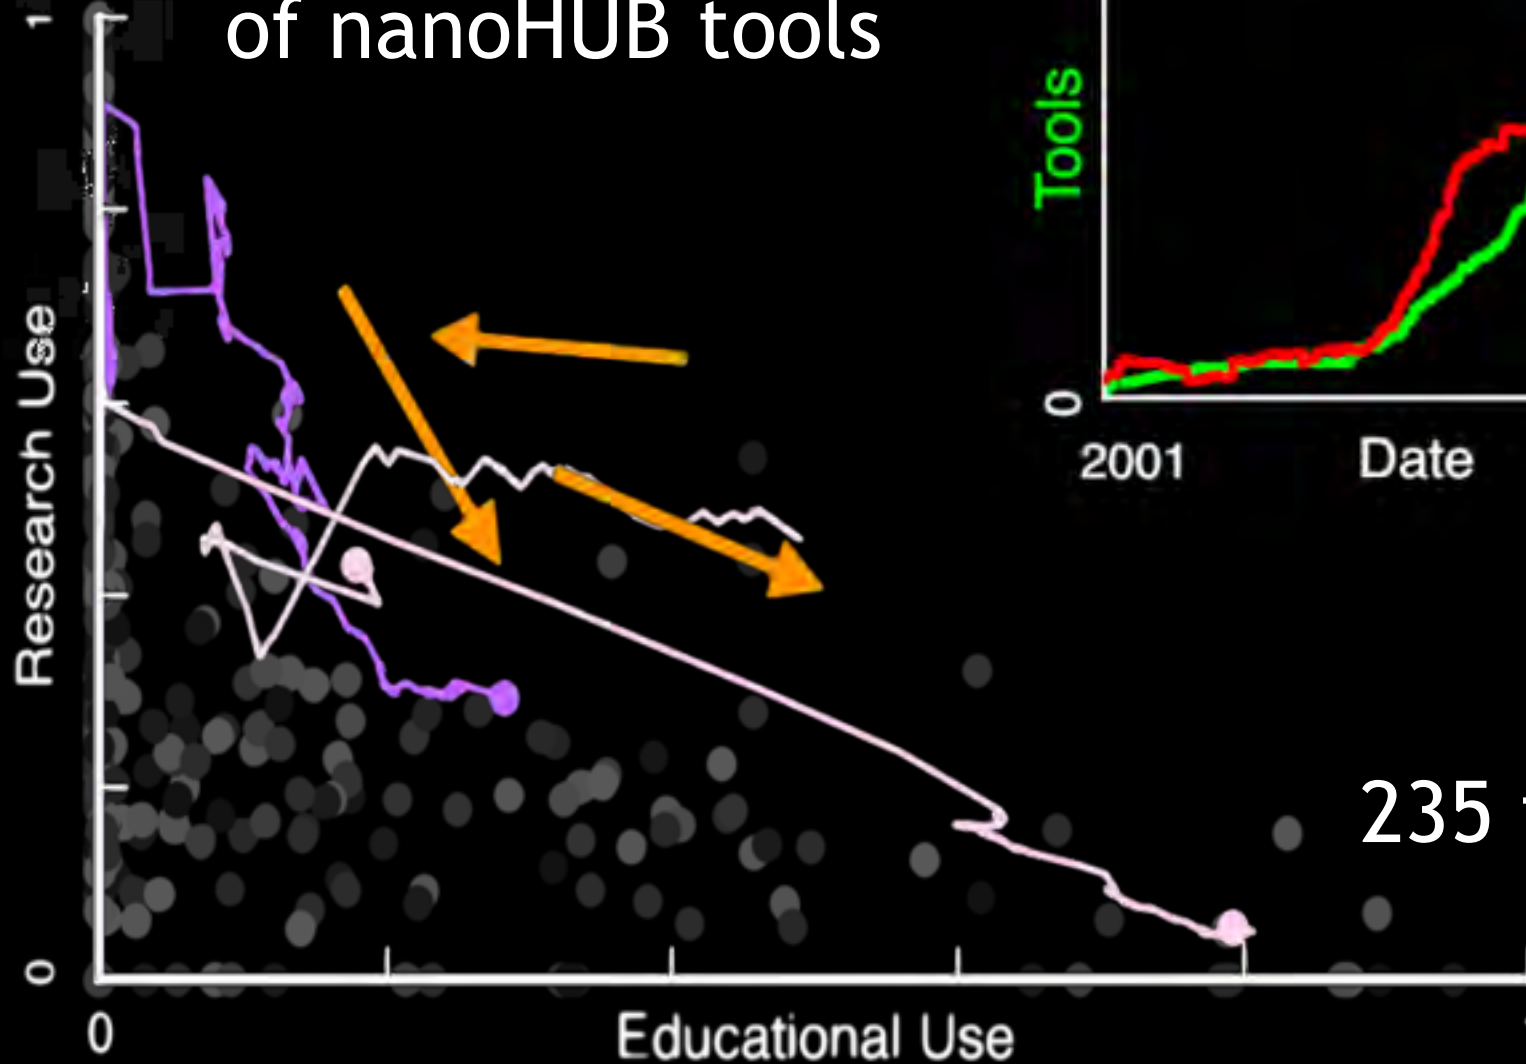 of nanoHUB tools
1
Research Use
0
0
Educational Use
Tools
0
2001
Date
235